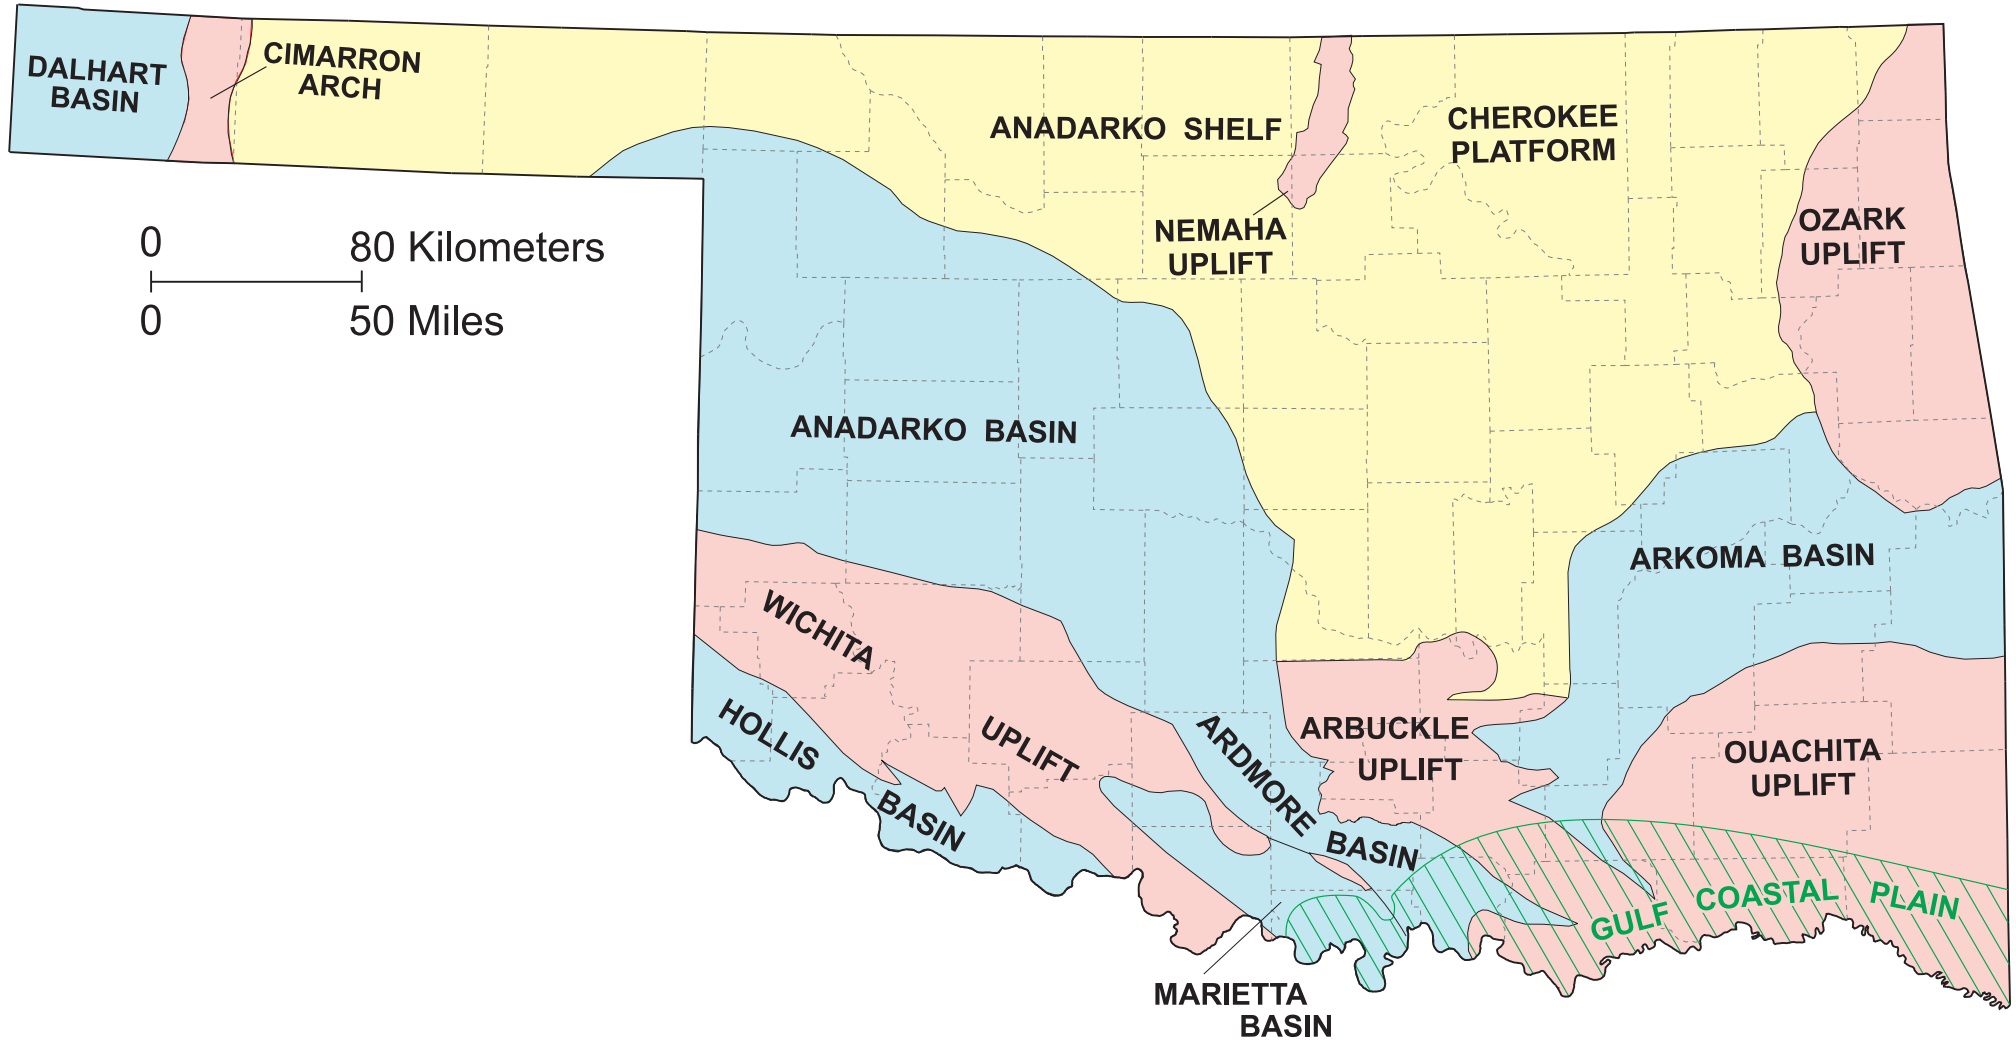 DALHART
BASIN
CIMARRON
ARCH
ANADARKO SHELF
CHEROKEE
PLATFORM
NEMAHA
UPLIFT
OZARK
UPLIFT
0
80 Kilometers
0
50 Miles
ANADARKO BASIN
ARKOMA BASIN
WICHITA
UPLIFT
HOLLIS
BASIN
ARDMORE BASIN
ARBUCKLE
UPLIFT
OUACHITA
UPLIFT
GULF COASTAL PLAIN
MARIETTA
BASIN